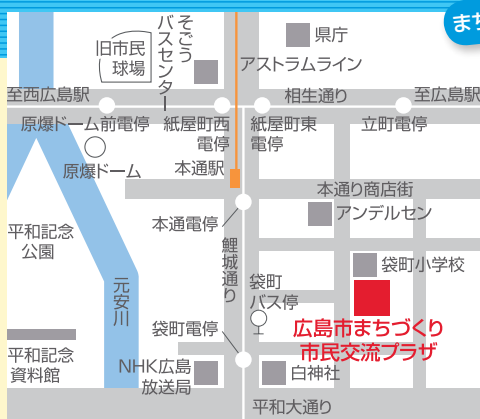 まち
県庁
そごう
バスセンター
旧市民
球場
アストラムライン
至西広島駅
相生通り
至広島駅
原爆ドーム前電停
紙屋町西
電停
紙屋町東
電停
立町電停
原爆ドーム
本通駅
本通り商店街
アンデルセン
本通電停
平和記念
公園
鯉城通り
袋町小学校
元安川
袋町
バス停
広島市まちづくり
市民交流プラザ
袋町電停
平和記念
資料館
NHK広島
放送局
白神社
平和大通り